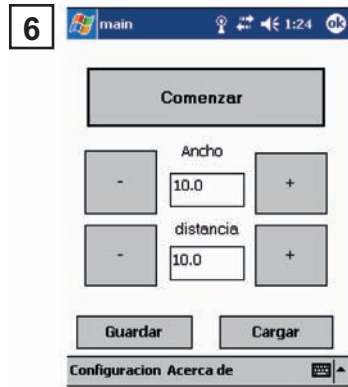 6
main 1:24 ok
Comenzar
Ancho
- 10.0 +
distancia
- 10.0 +
Guardar Cargar
Configuracion Acerca de